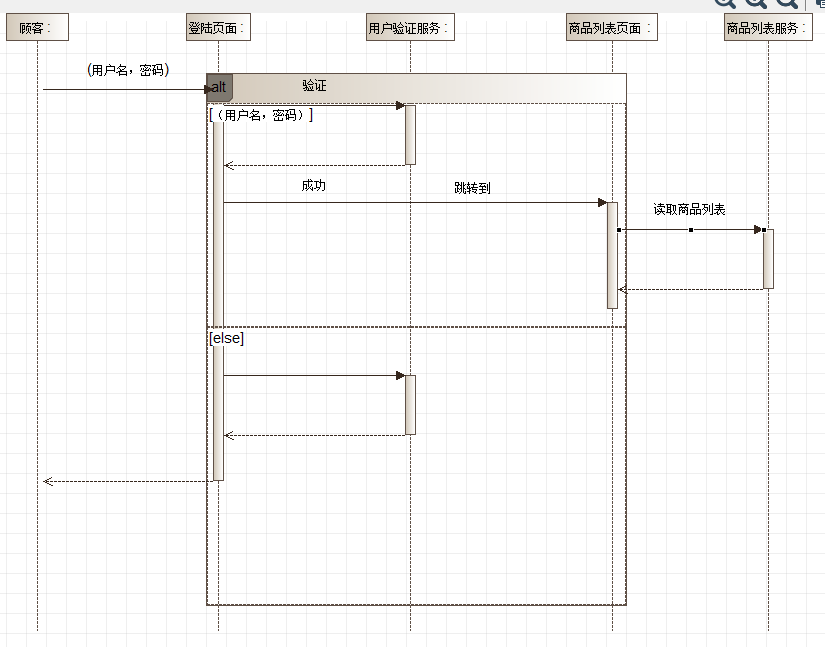 顾客：
登陆页面：
用户验证服务：
商品列表页面：
商品列表服务：
(用户名，密码)
alt
验证
[（用户名，密码）]
成功
跳转到
读取商品列表
[else]